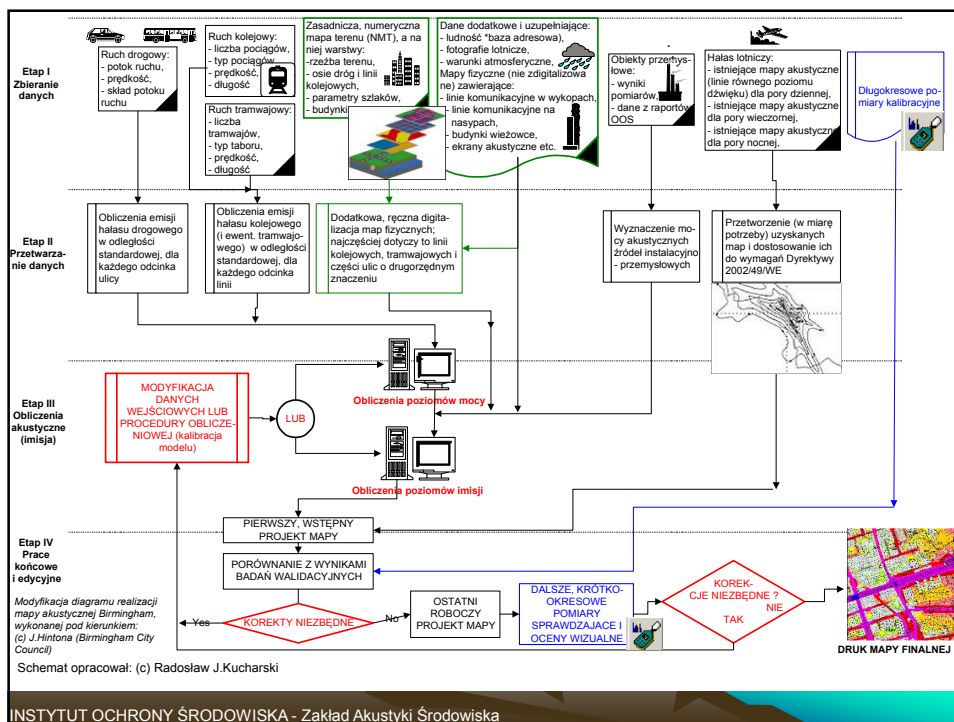 Etap I
Zbieranie
danych
Ruch drogowy:
- potok ruchu,
- prędkość,
- skład potoku
ruchu
Ruch kolejowy:
- liczba pociągów,
- typ pociągów,
- prędkość,
- długość
Ruch tramwajowy:
- liczba
tramwajów,
- typ taboru,
- prędkość,
- długość
Zasadnicza, numeryczna
mapa terenu (NMT), a na
niej warstwy:
-rzeźba terenu,
- osie dróg i linii
kolejowych,
- parametry szlaków,
- budynki
Dane dodatkowe i uzupełniające:
- ludność *baza adresowa),
- fotografie lotnicze,
- warunki atmosferyczne,
Mapy fizyczne (nie zdigitalizowa
ne) zawierające:
- linie komunikacyjne w wykopach,
- linie komunikacyjne na
nasypach,
- budynki wieżowce,
- ekrany akustyczne etc.
Obiekty przemys-
łowe:
- wyniki
pomiarów,
- dane z raportów
OOS
Hałas lotniczy:
- istniejące mapy akustyczne
(linie równego poziomu
dźwięku) dla pory dziennej,
- istniejące mapy akustyczne
dla pory wieczornej,
- istniejące mapy akustyczne
dla pory nocnej,
Długokresowe po-
miary kalibracyjne
Etap II
Przetwarza-
nie danych
Obliczenia emisji
hałasu drogowego
w odległości
standardowej, dla
każdego odcinka
ulicy
Obliczenia emisji
hałasu kolejowego
(i ewent. tramwajo-
wego) w odległości
standardowej, dla
każdego odcinka
linii
Dodatkowa, ręczna digita-
lizacja map fizycznych;
najczęściej dotyczy to linii
kolejowych, tramwajowych i
części ulic o drugorzędnym
znaczeniu
Wyznaczenie mo-
cy akustycznych
źródeł instalacyjno
- przemysłowych
Przetworzenie (w miarę
potrzeby) uzyskanych
map i dostosowanie ich
do wymagań Dyrektywy
2002/49/WE
Etap III
Obliczenia
akustyczne
(imisja)
MODYFIKACJA
DANYCH
WEJŚCIOWYCH LUB
PROCEDURY OBLICZE-
NIOWEJ (kalibracja
modelu)
LUB
Obliczenia poziomów mocy
Obliczenia poziomów imisji
Etap IV
Prace
końcowe
i edycyjne
PIERWSZY, WSTĘPNY
PROJEKT MAPY
PORÓWNANIE Z WYNIKAMI
BADAŃ WALIDACYJNYCH
Yes
KOREKTY NIEZBĘDNE
No
OSTATNI
ROBOCZY
PROJEKT MAPY
DALSZE, KRÓTKO-
OKRESOWE
POMIARY
SPRAWDZAJACE I
OCENY WIZUALNE
KOREK-
CJE NIEZBĘDNE ?
NIE
TAK
DRUK MAPY FINALNEJ
Modyfikacja diagramu realizacji
mapy akustycznej Birmingham,
wykonanej pod kierunkiem:
(c) J.Hintona (Birmingham City
Council)
Schemat opracował: (c) Radosław J.Kucharski
INSTYTUT OCHRONY ŚRODOWISKA - Zakład Akustyki Środowiska